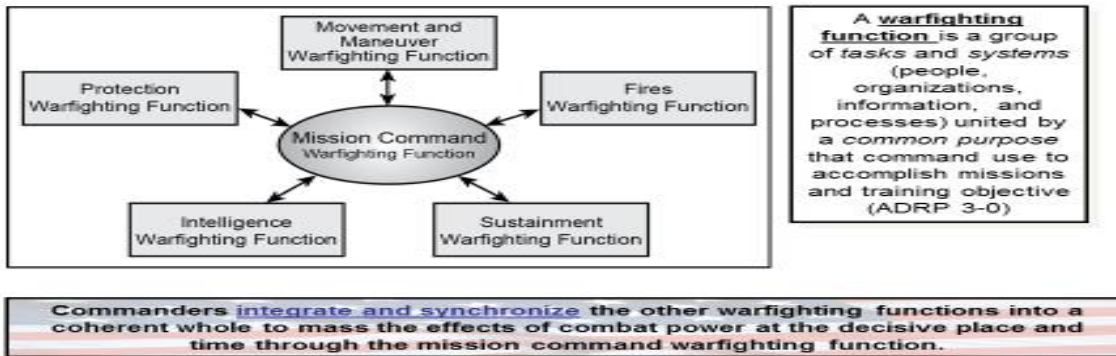 Movement and
Maneuver
Warfighting Function
Protection
Warfighting Function
Fires
Warfighting Function
Mission Command
Warfighting Function
Intelligence
Warfighting Function
Sustainment
Warfighting Function
A warfighting
function is a group
of tasks and systems
(people,
organizations,
information, and
processes) united by
a common purpose
that command use to
accomplish missions
and training objective
(ADRP 3-0)
Commanders integrate and synchronize the other warfighting functions into a
coherent whole to mass the effects of combat power at the decisive place and
time through the mission command warfighting function.